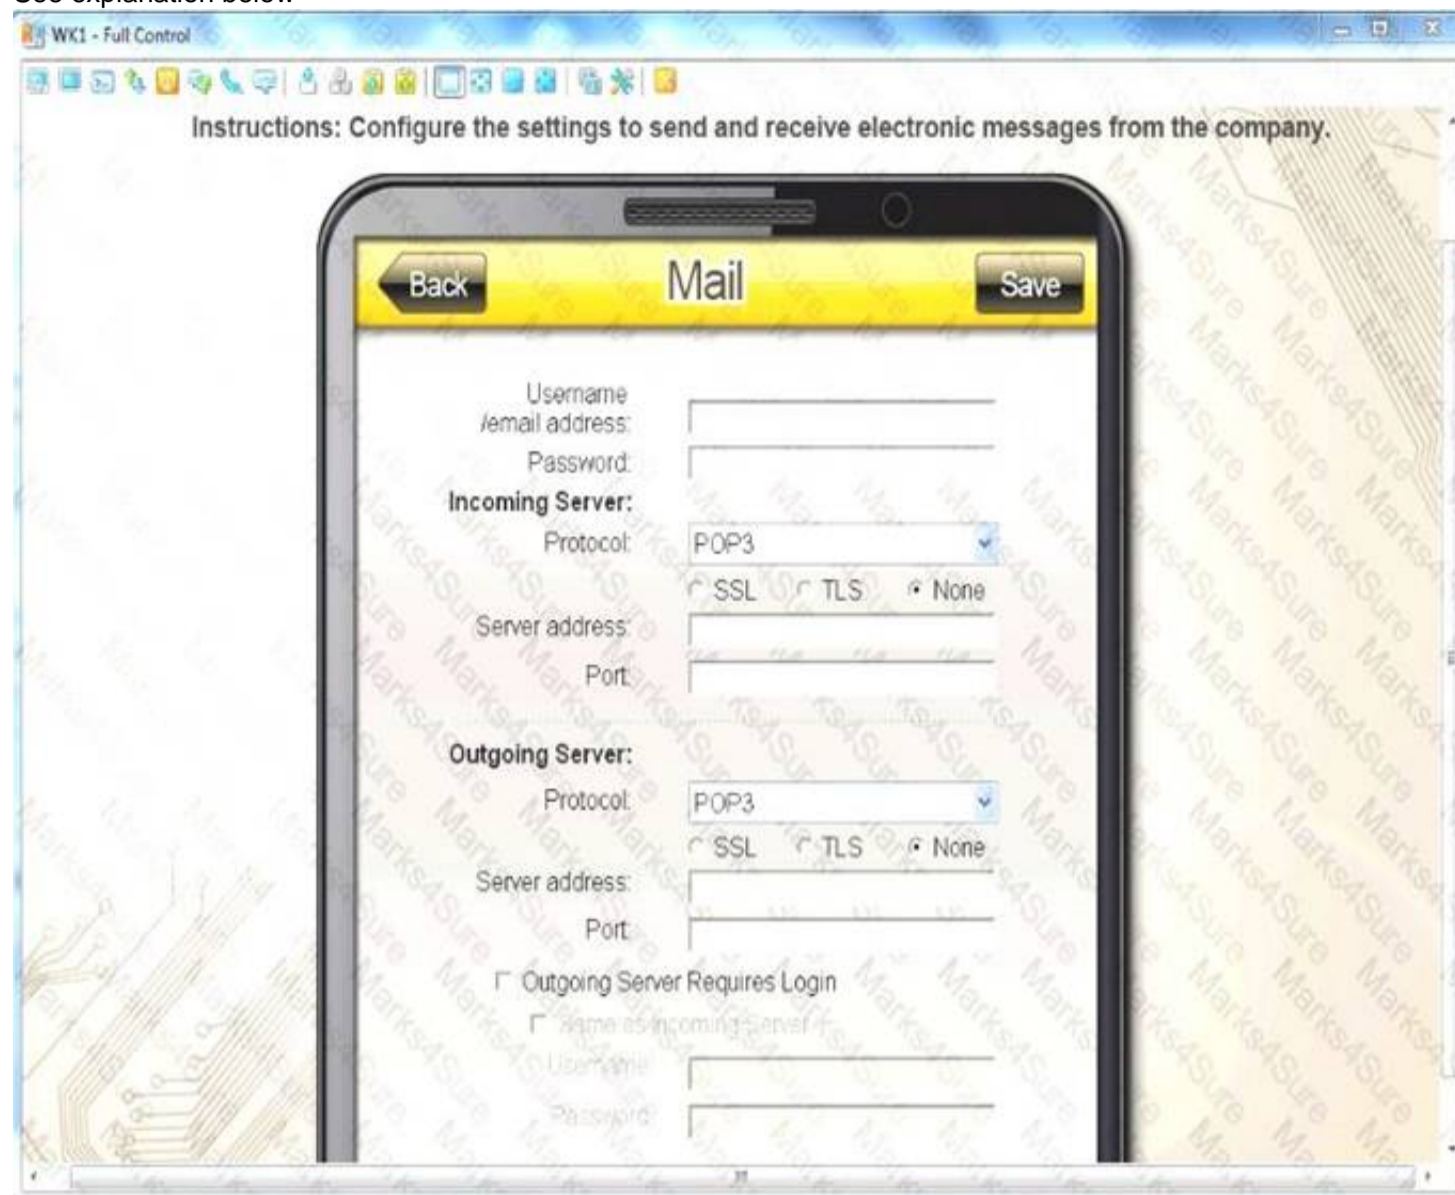 See explanation below
WK1 - Full Control
Instructions: Configure the settings to send and receive electronic messages from the company.
Back
Mail
Save
Username
/email address:
Password:
Incoming Server:
Protocol: POP3
SSL TLS None
Server address:
Port:
Outgoing Server:
Protocol: POP3
SSL TLS None
Server address:
Port:
Outgoing Server Requires Login
Same as Incoming Server
Username
Password
Marks4Sure